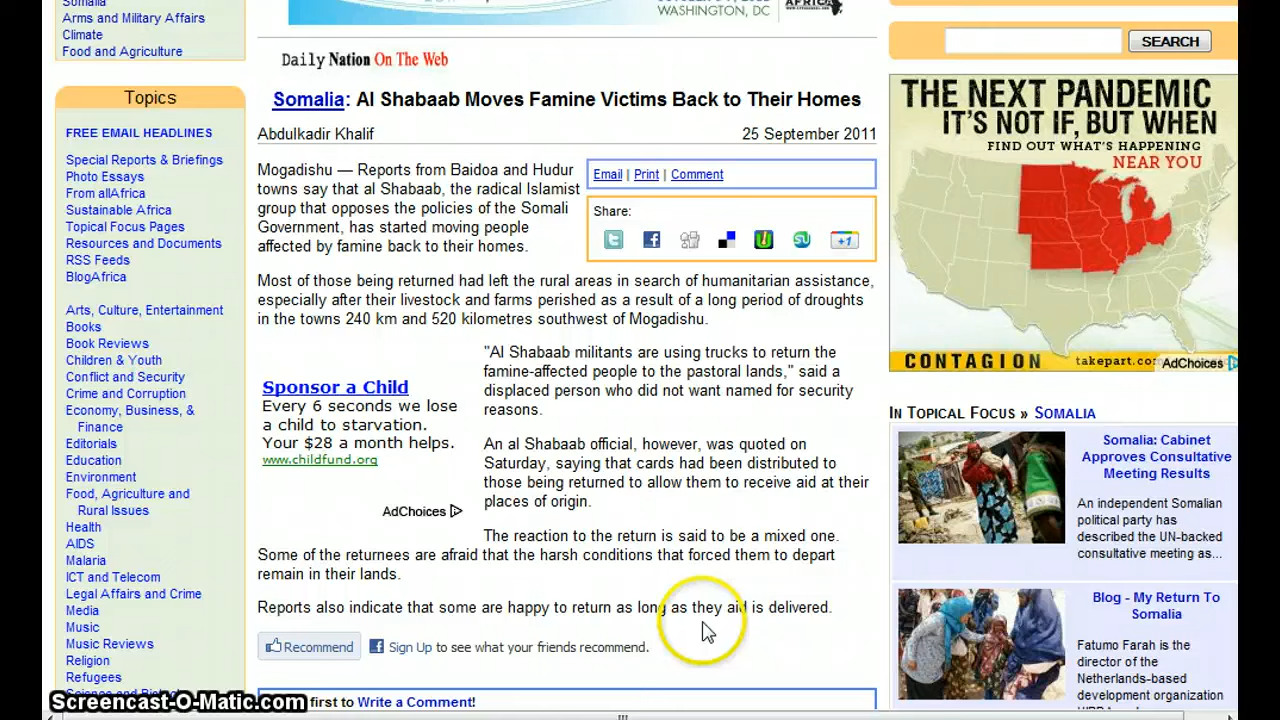 Somalia
Arms and Military Affairs
Climate
Food and Agriculture
Topics
FREE EMAIL HEADLINES
Special Reports & Briefings
Photo Essays
From allAfrica
Sustainable Africa
Topical Focus Pages
Resources and Documents
RSS Feeds
BlogAfrica
Arts, Culture, Entertainment
Books
Book Reviews
Children & Youth
Conflict and Security
Crime and Corruption
Economy, Business, &
Finance
Editorials
Education
Environment
Food, Agriculture and
Rural Issues
Health
AIDS
Malaria
ICT and Telecom
Legal Affairs and Crime
Media
Music
Music Reviews
Religion
Refugees
Screencast-O-Matic.com
WASHINGTON, DC
Daily Nation On The Web
Somalia: Al Shabaab Moves Famine Victims Back to Their Homes
Abdulkadir Khalif
25 September 2011
Mogadishu — Reports from Baidoa and Hudur
towns say that al Shabaab, the radical Islamist
group that opposes the policies of the Somali
Government, has started moving people
affected by famine back to their homes.
Email | Print | Comment
Share:
+1
Most of those being returned had left the rural areas in search of humanitarian assistance,
especially after their livestock and farms perished as a result of a long period of droughts
in the towns 240 km and 520 kilometres southwest of Mogadishu.
Sponsor a Child
Every 6 seconds we lose
a child to starvation.
Your $28 a month helps.
www.childfund.org
AdChoices
"Al Shabaab militants are using trucks to return the
famine-affected people to the pastoral lands," said a
displaced person who did not want named for security
reasons.
An al Shabaab official, however, was quoted on
Saturday, saying that cards had been distributed to
those being returned to allow them to receive aid at their
places of origin.
The reaction to the return is said to be a mixed one.
Some of the returnees are afraid that the harsh conditions that forced them to depart
remain in their lands.
Reports also indicate that some are happy to return as long as they aid is delivered.
Recommend
Sign Up to see what your friends recommend.
first to Write a Comment!
SEARCH
THE NEXT PANDEMIC
IT'S NOT IF, BUT WHEN
FIND OUT WHAT'S HAPPENING
NEAR YOU
CONTAGION
takepart.com
AdChoices
IN TOPICAL FOCUS » SOMALIA
Somalia: Cabinet
Approves Consultative
Meeting Results
An independent Somalian
political party has
described the UN-backed
consultative meeting as...
Blog - My Return To
Somalia
Fatumo Farah is the
director of the
Netherlands-based
development organization